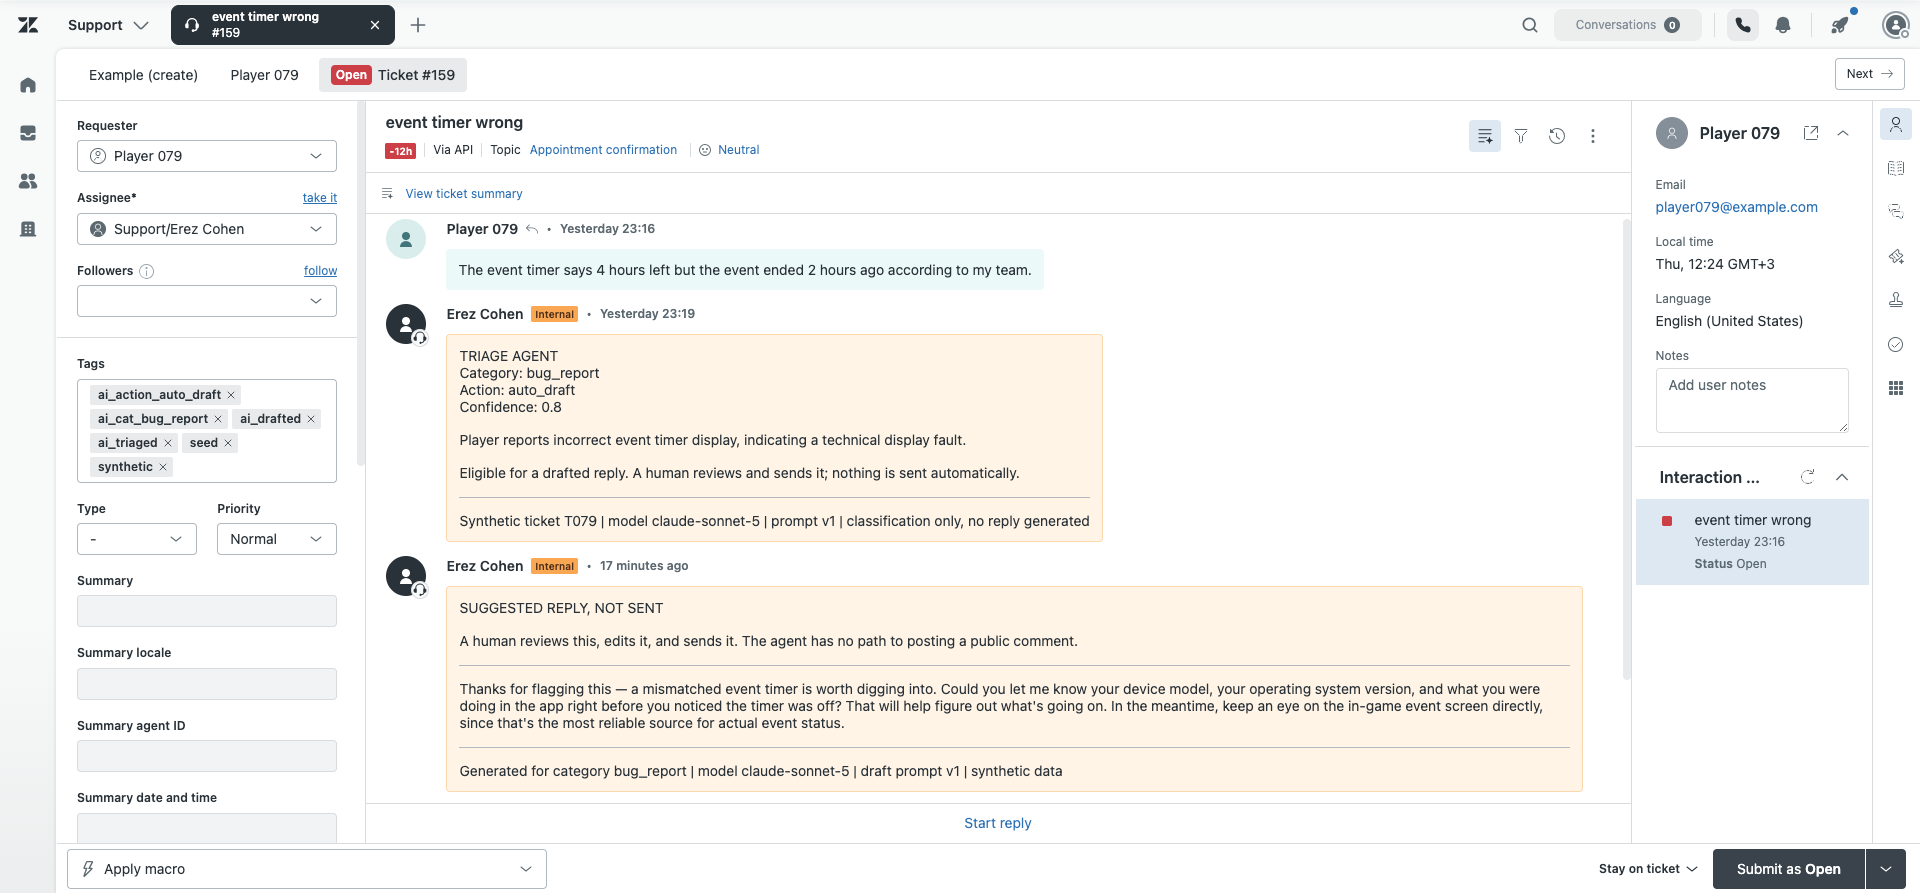 Support
event timer wrong
#159
Conversations 0
Example (create)
Player 079
Open Ticket #159
Next
Requester
Player 079
Assignee* take it
Support/Erez Cohen
Followers follow
Tags
ai_action_auto_draft
ai_cat_bug_report ai_drafted
ai_triaged seed
synthetic
Type Priority
- Normal
Summary
Summary locale
Summary agent ID
Summary date and time
Apply macro
event timer wrong
-12h Via API Topic Appointment confirmation Neutral
View ticket summary
Player 079 • Yesterday 23:16
The event timer says 4 hours left but the event ended 2 hours ago according to my team.
Erez Cohen Internal • Yesterday 23:19
TRIAGE AGENT
Category: bug_report
Action: auto_draft
Confidence: 0.8
Player reports incorrect event timer display, indicating a technical display fault.
Eligible for a drafted reply. A human reviews and sends it; nothing is sent automatically.
Synthetic ticket T079 | model claude-sonnet-5 | prompt v1 | classification only, no reply generated
Erez Cohen Internal • 17 minutes ago
SUGGESTED REPLY, NOT SENT
A human reviews this, edits it, and sends it. The agent has no path to posting a public comment.
Thanks for flagging this — a mismatched event timer is worth digging into. Could you let me know your device model, your operating system version, and what you were
doing in the app right before you noticed the timer was off? That will help figure out what's going on. In the meantime, keep an eye on the in-game event screen directly,
since that's the most reliable source for actual event status.
Generated for category bug_report | model claude-sonnet-5 | draft prompt v1 | synthetic data
Start reply
Stay on ticket
Submit as Open
Player 079
Email
player079@example.com
Local time
Thu, 12:24 GMT+3
Language
English (United States)
Notes
Add user notes
Interaction ...
event timer wrong
Yesterday 23:16
Status Open